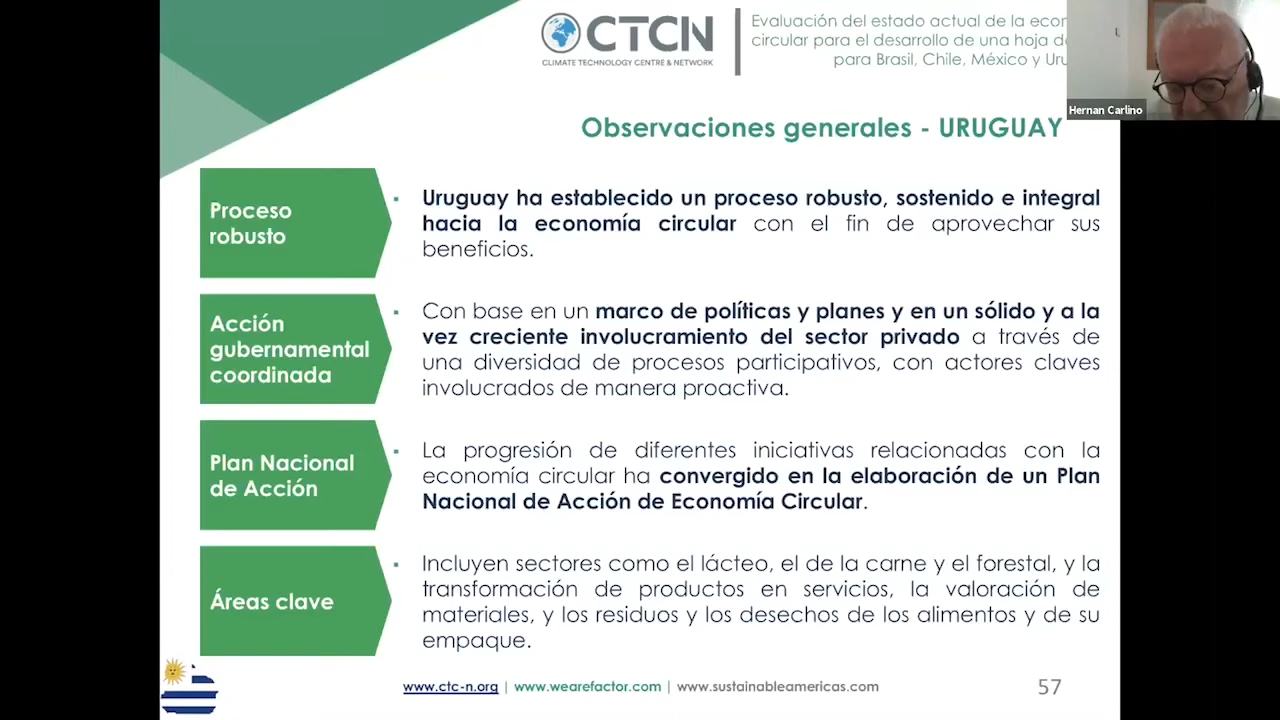 CTCN
CLIMATE TECHNOLOGY CENTRE & NETWORK
Evaluación del estado actual de la
circular para el desarrollo de una hoja
para Brasil, Chile, México y
Hernan Carlino
Observaciones generales - URUGUAY
Proceso
robusto
▪ Uruguay ha establecido un proceso robusto, sostenido e integral
hacia la economía circular con el fin de aprovechar sus
beneficios.
Acción
gubernamental
coordinada
▪ Con base en un marco de políticas y planes y en un sólido y a la
vez creciente involucramiento del sector privado a través de
una diversidad de procesos participativos, con actores claves
involucrados de manera proactiva.
Plan Nacional
de Acción
▪ La progresión de diferentes iniciativas relacionadas con la
economía circular ha convergido en la elaboración de un Plan
Nacional de Acción de Economía Circular.
Áreas clave
▪ Incluyen sectores como el lácteo, el de la carne y el forestal, y la
transformación de productos en servicios, la valoración de
materiales, y los residuos y los desechos de los alimentos y de su
empaque.
www.ctc-n.org | www.wearefactor.com | www.sustainableamericas.com
57